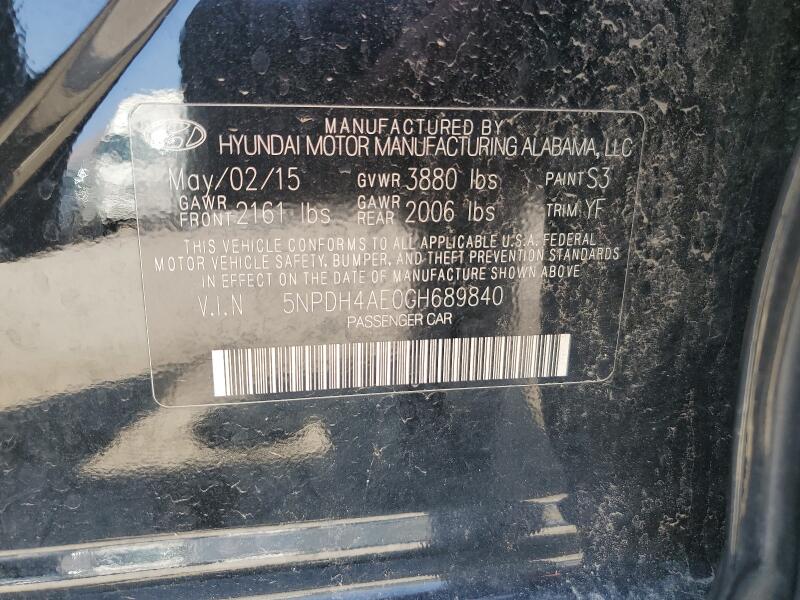 MANUFACTURED BY
HYUNDAI MOTOR MANUFACTURING ALABAMA, LLC
May/02/15 GVWR 3880 lbs PAINT S3
GAWR FRONT 2161 lbs GAWR REAR 2006 lbs TRIM YF
THIS VEHICLE CONFORMS TO ALL APPLICABLE U.S.A. FEDERAL
MOTOR VEHICLE SAFETY, BUMPER, AND THEFT PREVENTION STANDARDS
IN EFFECT ON THE DATE OF MANUFACTURE SHOWN ABOVE
V.I.N 5NPDH4AE0GH689840
PASSENGER CAR